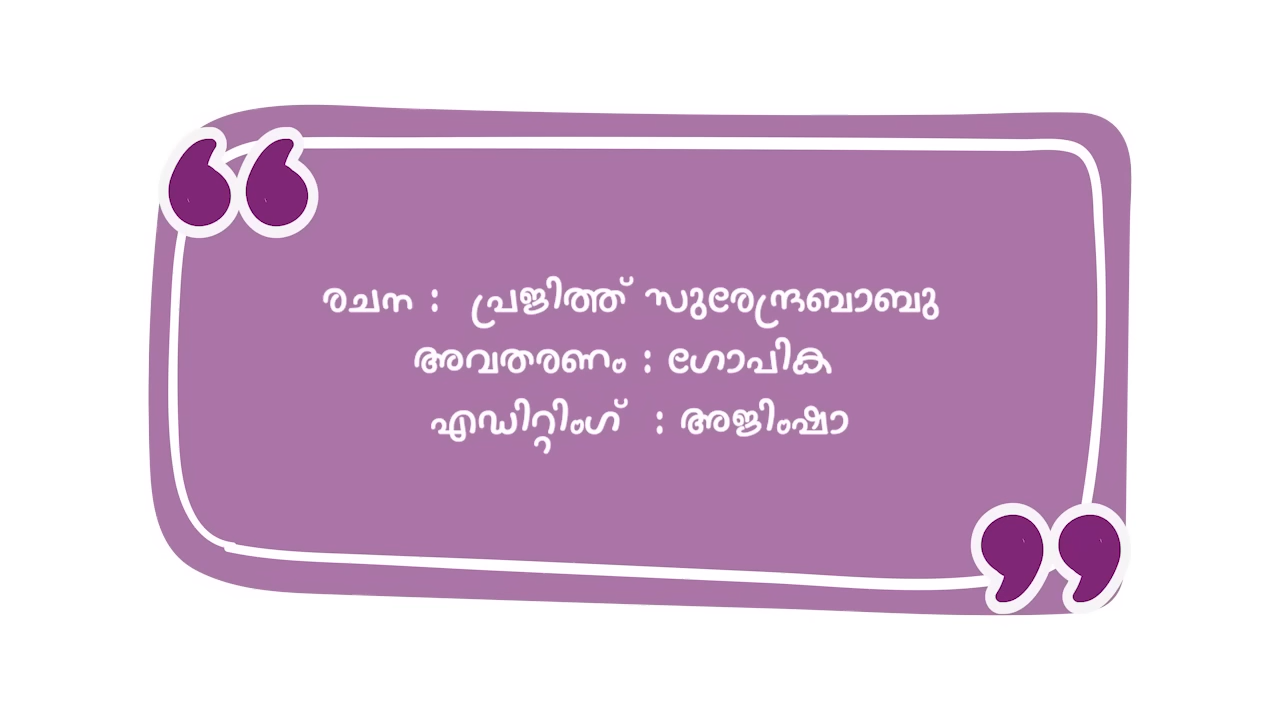 രചന : പ്രജിത്ത് സുരേന്ദ്രബാബു
അവതരണം : ഗോപിക
എഡിറ്റിംഗ് : അജിംഷാ